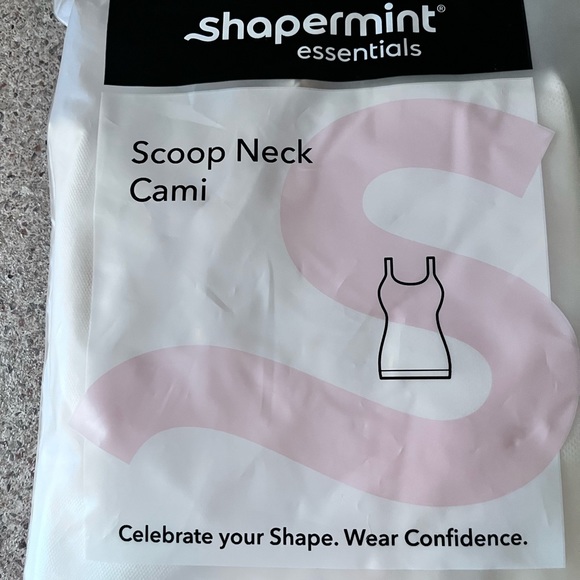 shapermint®
essentials
Scoop Neck
Cami
Celebrate your Shape. Wear Confidence.